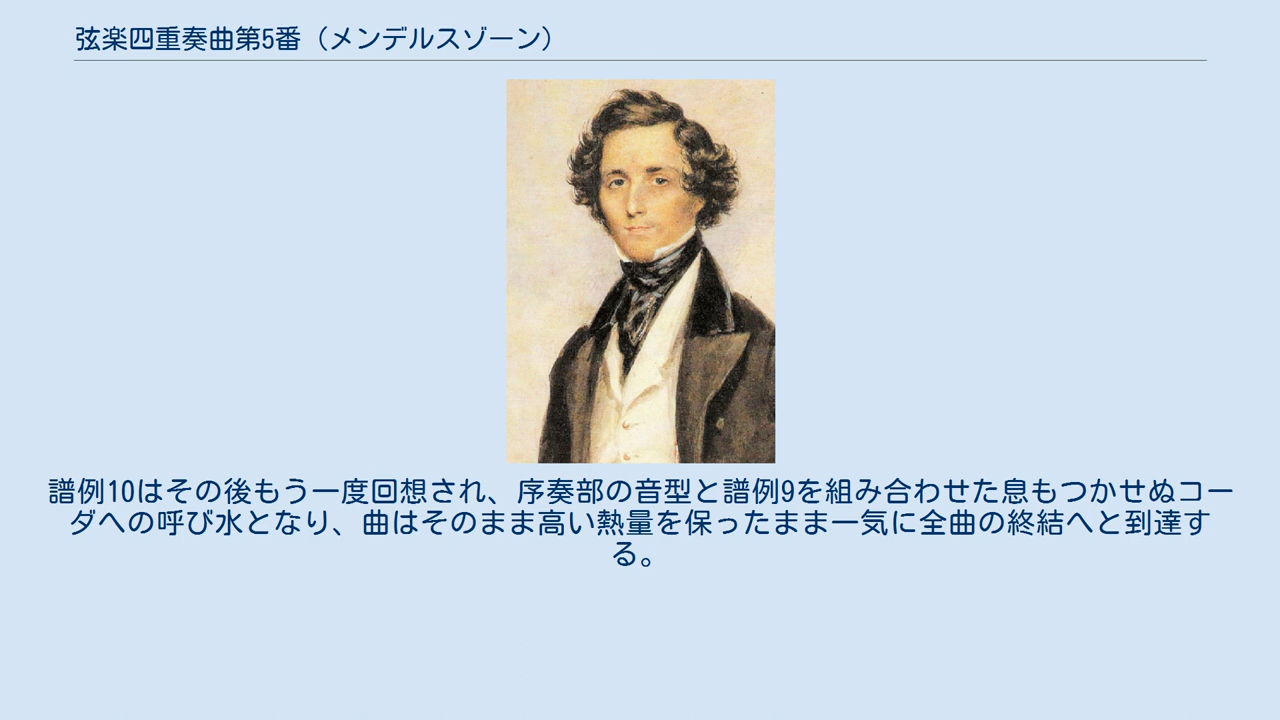 弦楽四重奏曲第5番（メンデルスゾーン）
譜例10はその後もう一度回想され、序奏部の音型と譜例9を組み合わせた息もつかせぬコー
ダへの呼び水となり、曲はそのまま高い熱量を保ったまま一気に全曲の終結へと到達す
る。